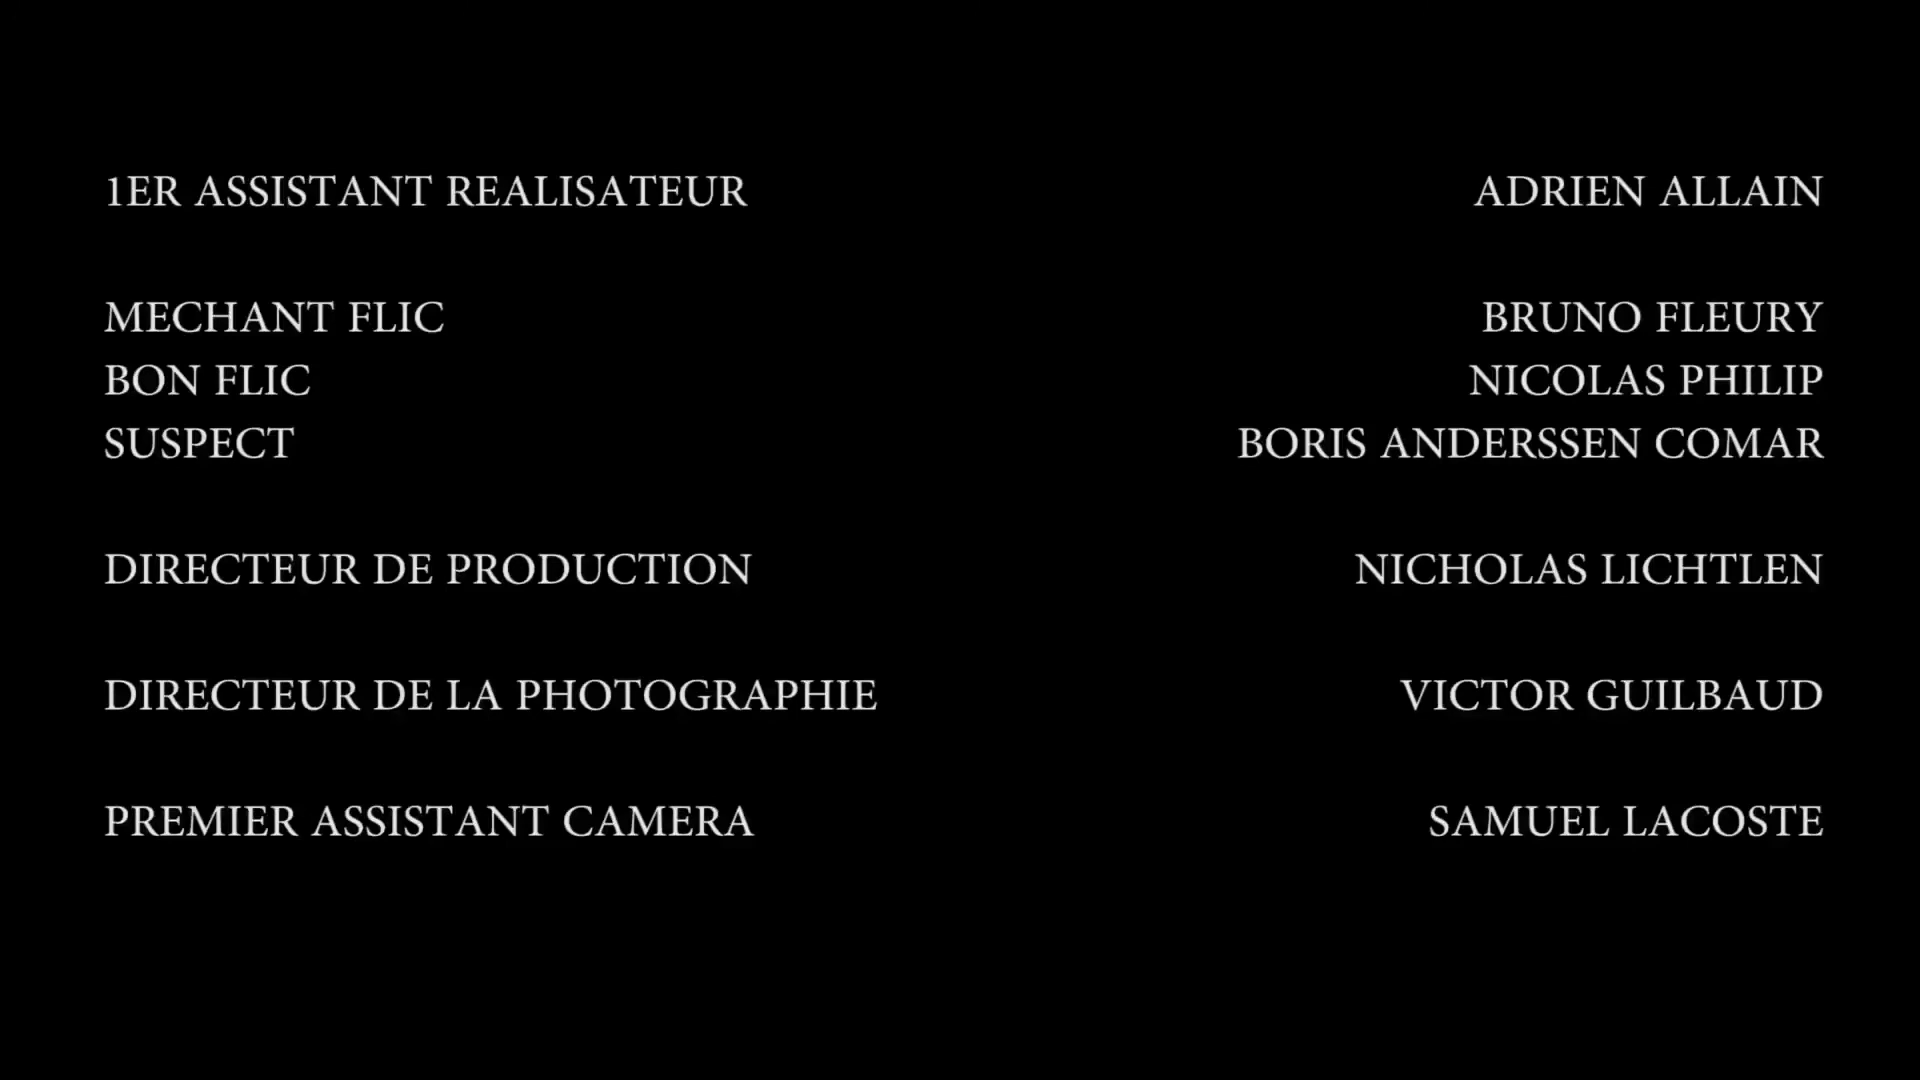 1ER ASSISTANT REALISATEUR ADRIEN ALLAIN
MECHANT FLIC BRUNO FLEURY
BON FLIC NICOLAS PHILIP
SUSPECT BORIS ANDERSSEN COMAR
DIRECTEUR DE PRODUCTION NICHOLAS LICHTLEN
DIRECTEUR DE LA PHOTOGRAPHIE VICTOR GUILBAUD
PREMIER ASSISTANT CAMERA SAMUEL LACOSTE